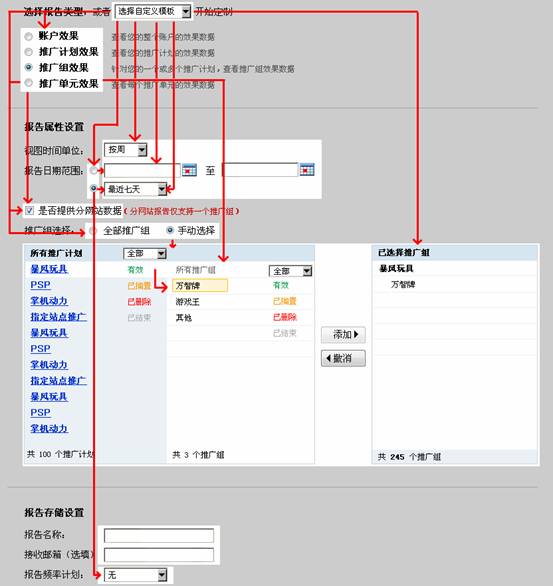 选择报告类型：或者 选择自定义模板 开始定制
账户效果 查看您的整个账户的效果数据
推广计划效果 查看您的推广计划的效果数据
推广组效果 针对您的一个或多个推广计划，查看推广组效果数据
推广单元效果 查看每个推广单元的效果数据
报告属性设置
视图时间单位： 按周
报告日期范围： 至
最近七天
是否提供分网站数据（分网站报告仅支持一个推广组）
推广组选择： 全部推广组 手动选择
所有推广计划 全部 已选择推广组
暴风玩具 有效 所有推广组 全部 暴风玩具
PSP 已搁置 万智牌 有效 万智牌
掌机动力 已删除 游戏王 已搁置
指定站点推广 已结束 其他 已删除
暴风玩具 已结束
PSP 添加
掌机动力 撤消
指定站点推广
暴风玩具
PSP
掌机动力
共 100 个推广计划 共 3 个推广组 共 245 个推广组
报告存储设置
报告名称：
接收邮箱（选填）
报告频率计划： 无